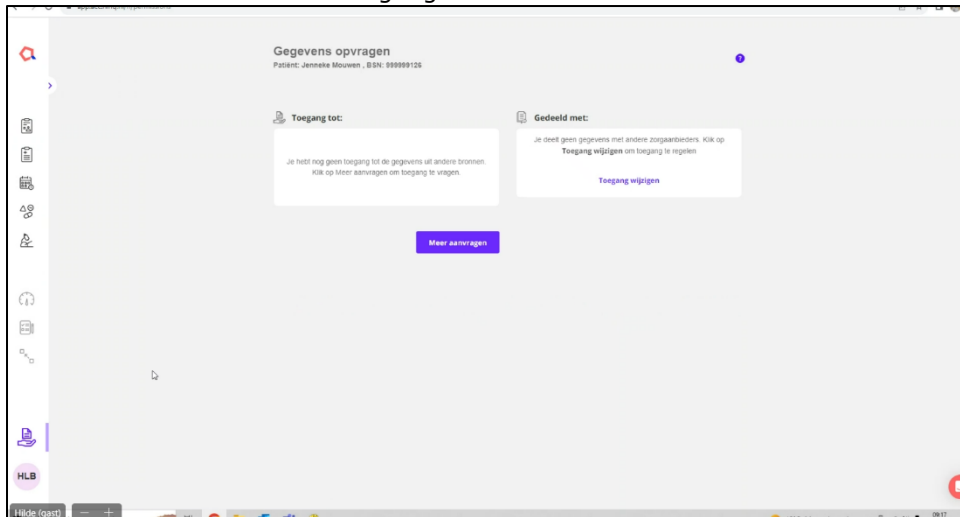 Gegevens opvragen
Patiënt: Jenneke Mouwen , BSN: 999999126
?
Toegang tot:
Je hebt nog geen toegang tot de gegevens uit andere bronnen.
Klik op Meer aanvragen om toegang te vragen.
Meer aanvragen
Gedeeld met:
Je deelt geen gegevens met andere zorgaanbieders. Klik op
Toegang wijzigen om toegang te regelen
Toegang wijzigen
HLB
Hilde (gast)
09:17